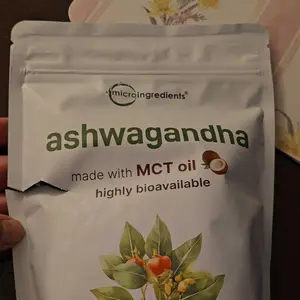 microingredients®
ashwagandha
made with MCT oil
highly bioavailable